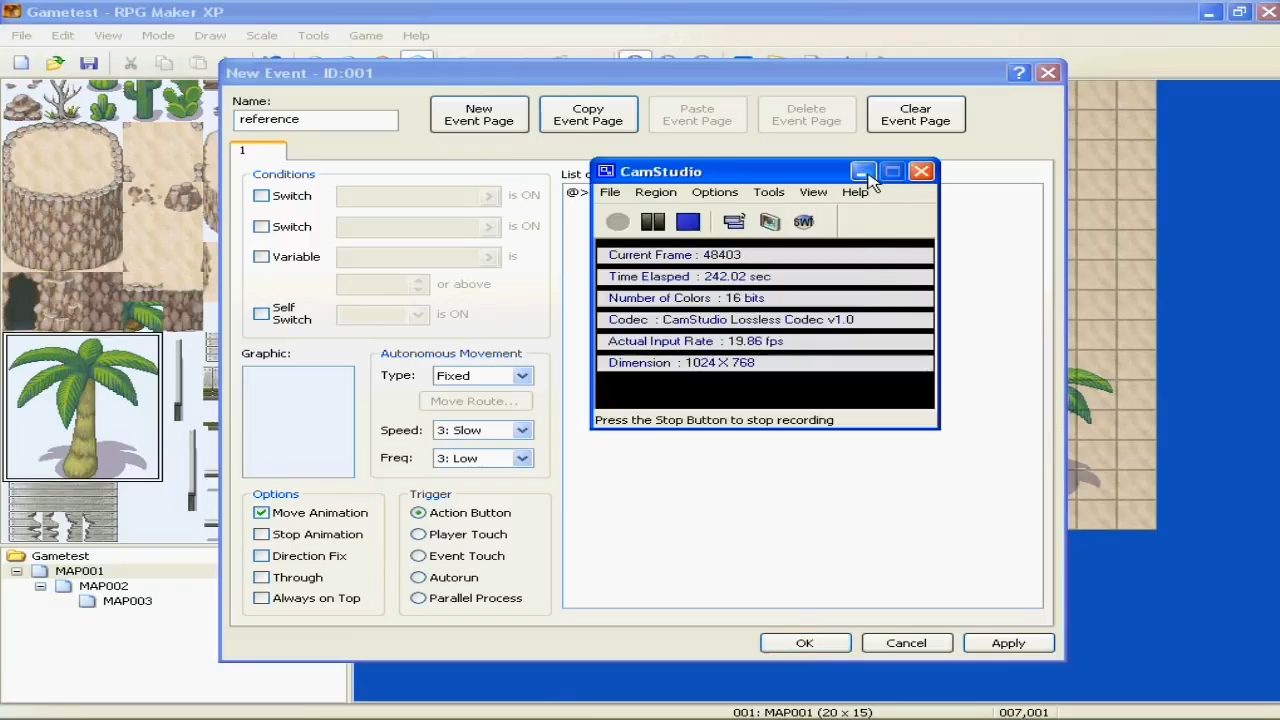 Gametest - RPG Maker XP
File Edit View Mode Draw Scale Tools Game Help
New Event - ID:001
Name:
reference
New
Event Page
Copy
Event Page
Paste
Event Page
Delete
Event Page
Clear
Event Page
1
Conditions
Switch
is ON
Switch
is ON
Variable
is
or above
Self
Switch
is ON
Graphic:
Autonomous Movement
Type: Fixed
Move Route...
Speed: 3: Slow
Freq: 3: Low
Options
Move Animation
Stop Animation
Direction Fix
Through
Always on Top
Trigger
Action Button
Player Touch
Event Touch
Autorun
Parallel Process
List
@>
CamStudio
File Region Options Tools View Help
SWF
Current Frame : 48403
Time Elasped : 242.02 sec
Number of Colors : 16 bits
Codec : CamStudio Lossless Codec v1.0
Actual Input Rate : 19.86 fps
Dimension : 1024 X 768
Press the Stop Button to stop recording
OK
Cancel
Apply
Gametest
MAP001
MAP002
MAP003
001: MAP001 (20 x 15)
007,001